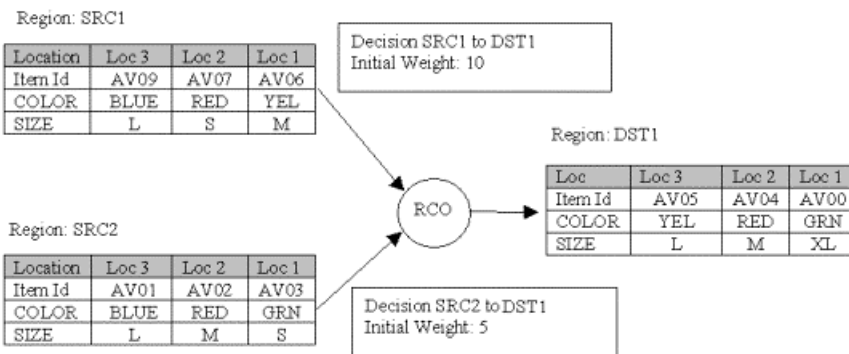 Region: SRC1
Location Loc 3 Loc 2 Loc 1
Item Id AV09 AV07 AV06
COLOR BLUE RED YEL
SIZE L S M
Decision SRC1 to DST1
Initial Weight: 10
Region: DST1
Loc Loc 3 Loc 2 Loc 1
Item Id AV05 AV04 AV00
COLOR YEL RED GRN
SIZE L M XL
RCO
Region: SRC2
Location Loc 3 Loc 2 Loc 1
Item Id AV01 AV02 AV03
COLOR BLUE RED GRN
SIZE L M S
Decision SRC2 to DST1
Initial Weight: 5